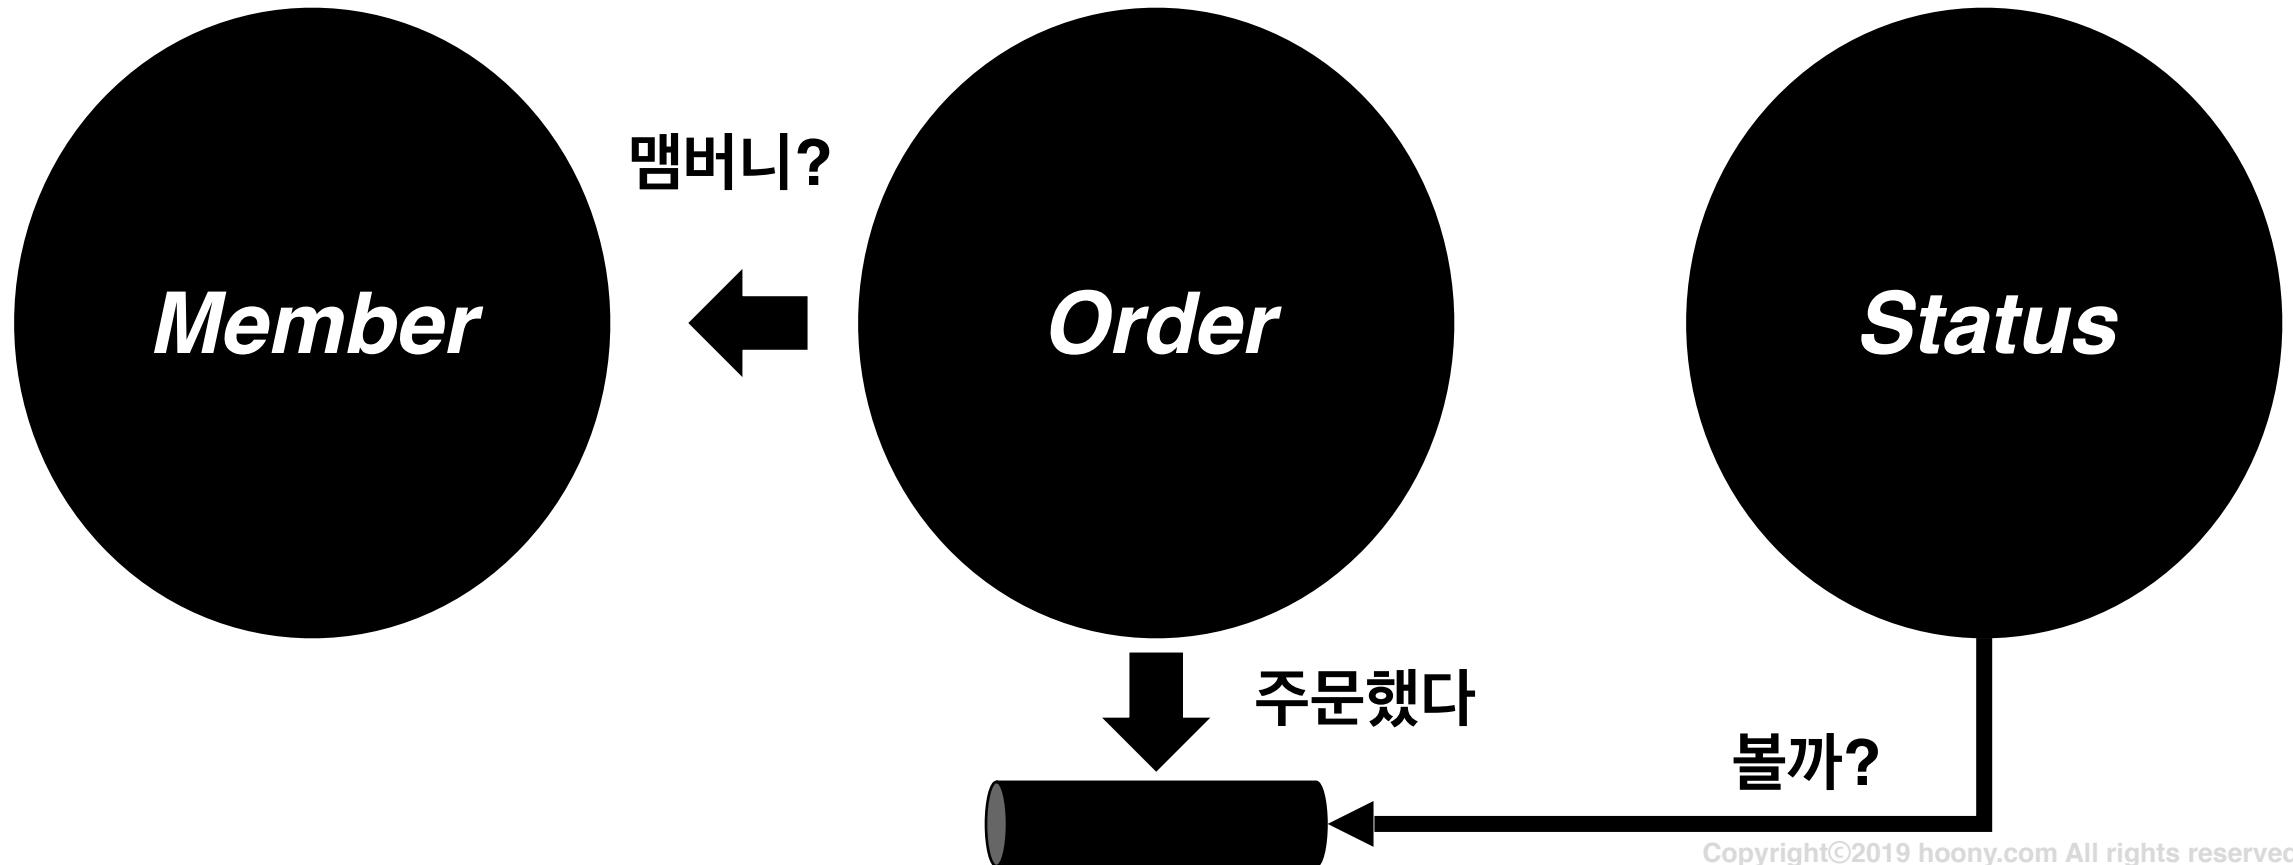 맴버니?
Member
Order
Status
주문했다
볼까?
Copyright©2019 hoony.com All rights reserved